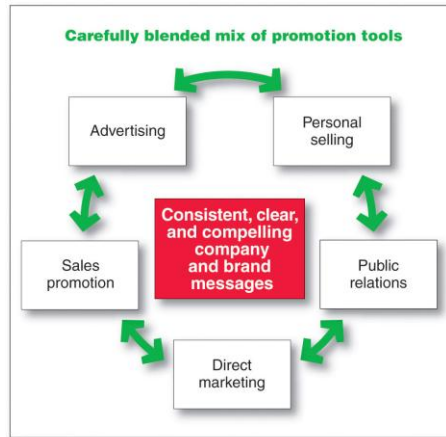 Carefully blended mix of promotion tools
Advertising
Personal
selling
Consistent, clear,
and compelling
company
and brand
messages
Sales
promotion
Public
relations
Direct
marketing